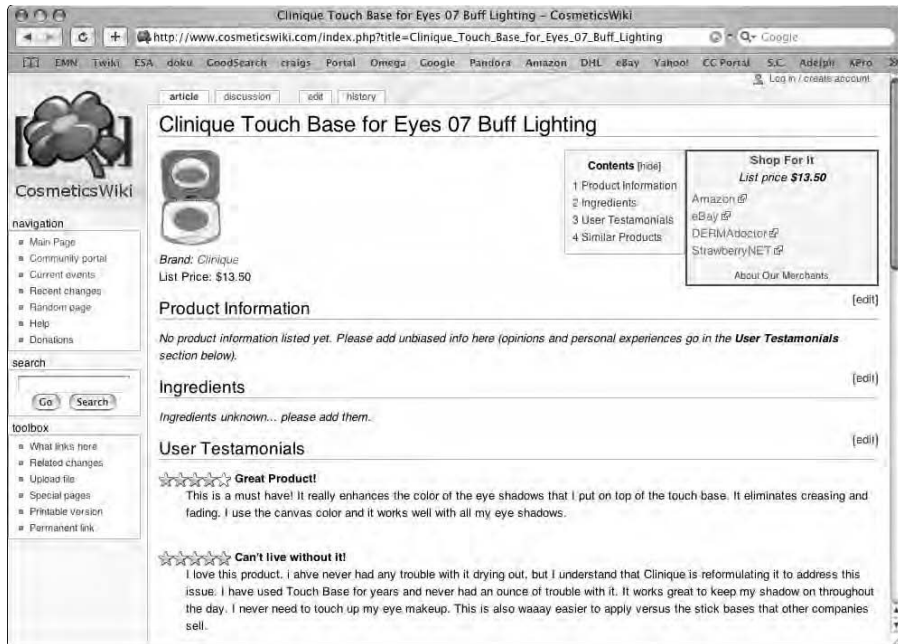 Clinique Touch Base for Eyes 07 Buff Lighting – CosmeticsWiki
http://www.cosmeticswiki.com/index.php?title=Clinique_Touch_Base_for_Eyes_07_Buff_Lighting
Google
EMN Twiki ESA doku GoodSearch craigs Portal Omega Google Pandora Amazon DHL eBay Yahoo! CC Portal S.C. Adelph KPro
Log in / create account
article discussion edit history
Clinique Touch Base for Eyes 07 Buff Lighting
CosmeticsWiki
navigation
Main Page
Community portal
Current events
Recent changes
Random page
Help
Donations
search
Go Search
toolbox
What links here
Related changes
Upload file
Special pages
Printable version
Permanent link
Brand: Clinique
List Price: $13.50
Contents [hide]
1 Product Information
2 Ingredients
3 User Testamonials
4 Similar Products
Shop For It
List price $13.50
Amazon
eBay
DERMAdoctor
StrawberryNET
About Our Merchants
[edit]
Product Information
No product information listed yet. Please add unbiased info here (opinions and personal experiences go in the User Testamonials
section below).
[edit]
Ingredients
Ingredients unknown... please add them.
[edit]
User Testamonials
Great Product!
This is a must have! It really enhances the color of the eye shadows that I put on top of the touch base. It eliminates creasing and
fading. I use the canvas color and it works well with all my eye shadows.
Can't live without it!
I love this product. i ahve never had any trouble with it drying out, but I understand that Clinique is reformulating it to address this
issue. I have used Touch Base for years and never had an ounce of trouble with it. It works great to keep my shadow on throughout
the day. I never need to touch up my eye makeup. This is also waaay easier to apply versus the stick bases that other companies
sell.